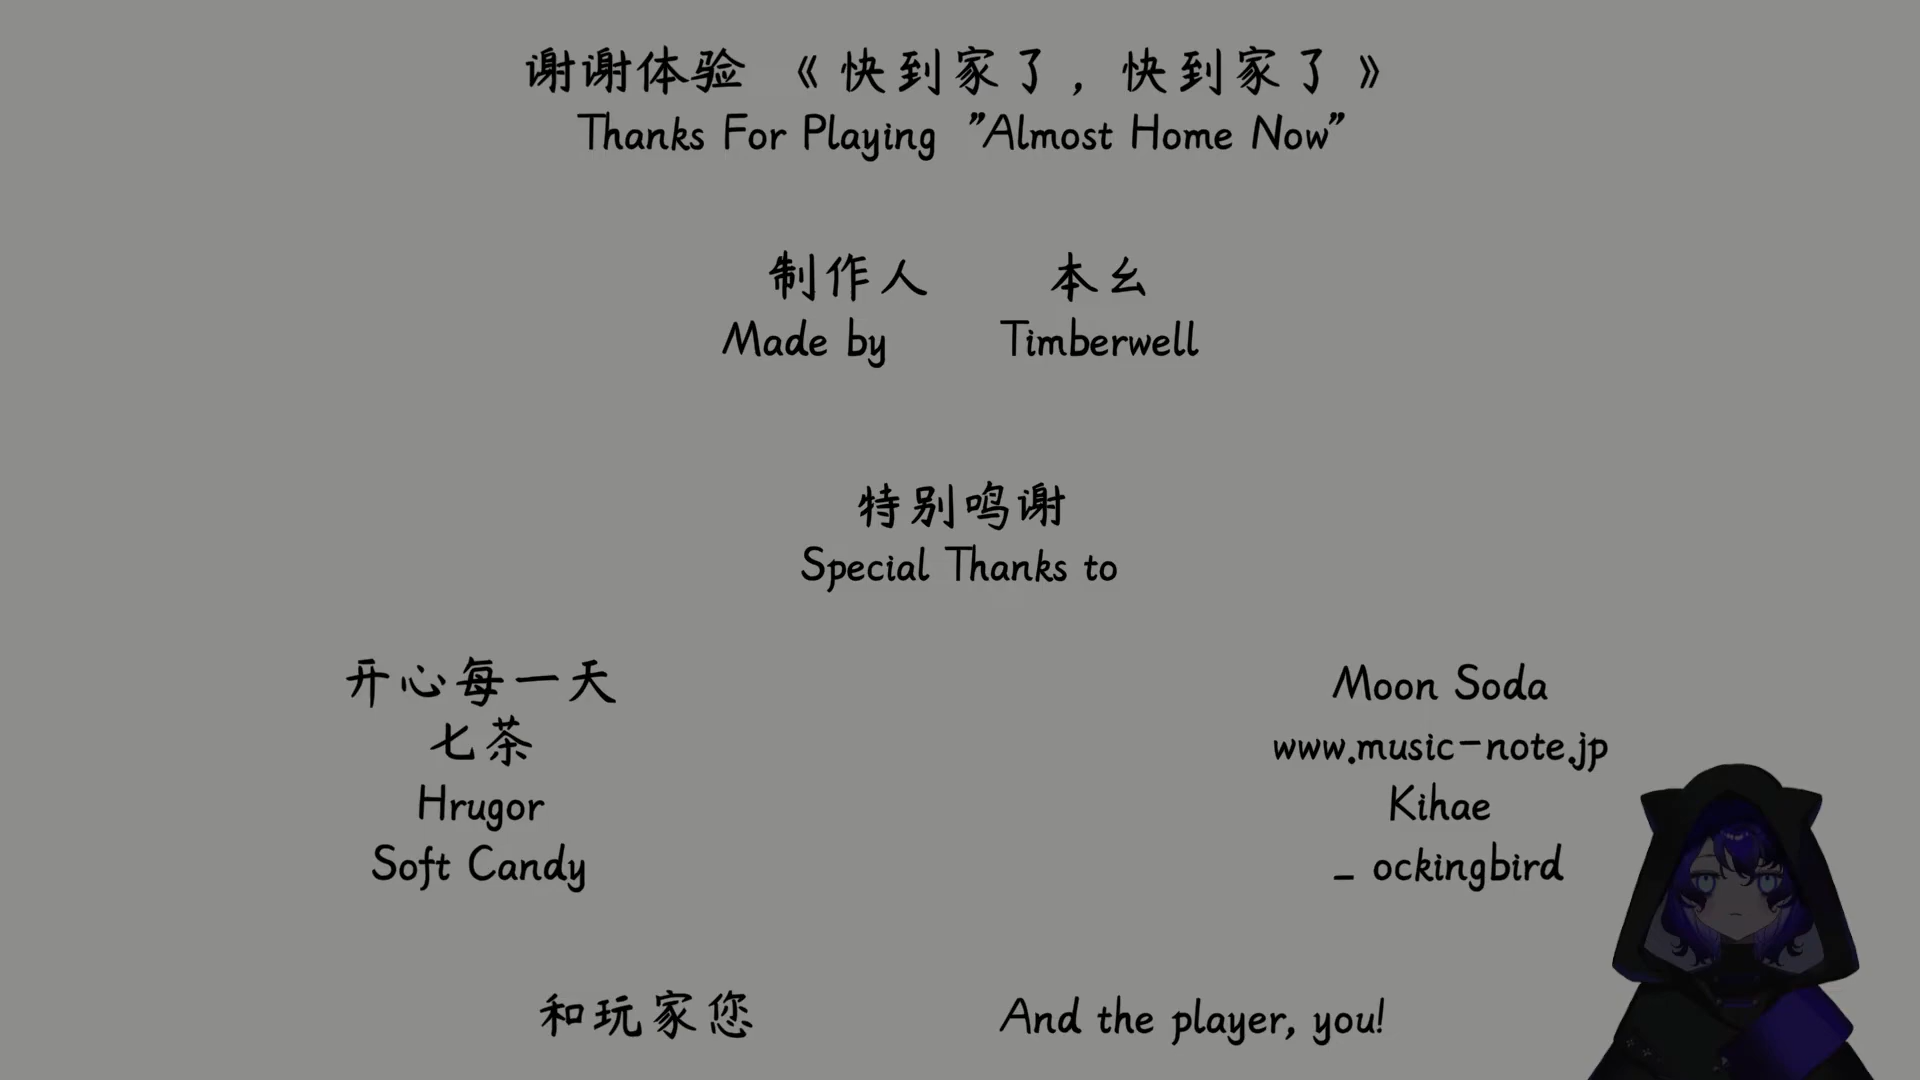 谢谢体验 《快到家了，快到家了》
Thanks For Playing "Almost Home Now"
制作人 本幺
Made by Timberwell
特别鸣谢
Special Thanks to
开心每一天
七茶
Hrugor
Soft Candy
Moon Soda
www.music-note.jp
Kihae
_ ockingbird
和玩家您 And the player, you!